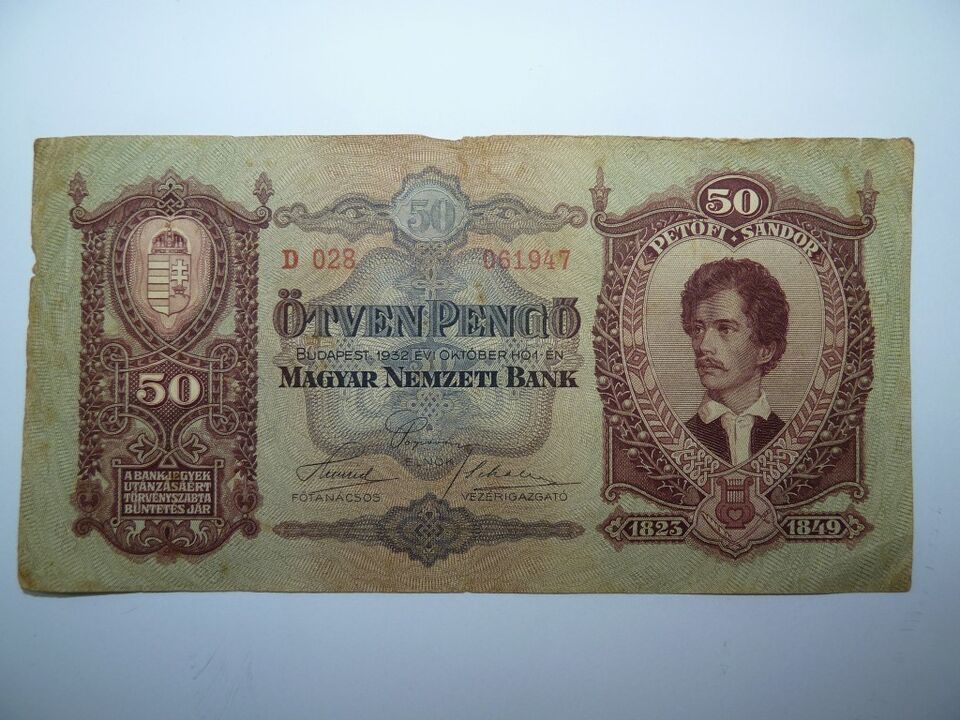 50
A BANKJEGYEK
UTÁNZÁSÁÉRT
TÖRVÉNYSZABTA
BÜNTETÉS JÁR
50
D 028 061947
ÖTVEN PENGŐ
BUDAPEST, 1932. ÉVI OKTÓBER HÓ 1-ÉN
MAGYAR NEMZETI BANK
ELNÖK
FŐTANÁCSOS VEZÉRIGAZGATÓ
50
PETŐFI SÁNDOR
1823 1849